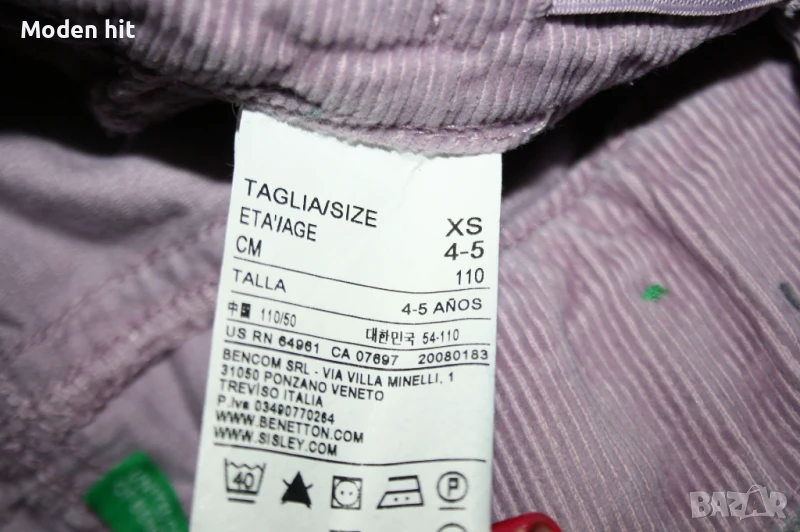 Moden hit
TAGLIA/SIZE XS
ETA'/AGE 4-5
CM 110
TALLA 4-5 AÑOS
中国 110/50 대한민국 54-110
US RN 64961 CA 07697 20080183
BENCOM SRL - VIA VILLA MINELLI, 1
31050 PONZANO VENETO
TREVISO ITALIA
P.iva 03490770264
WWW.BENETTON.COM
WWW.SISLEY.COM
40 P
BAZAR